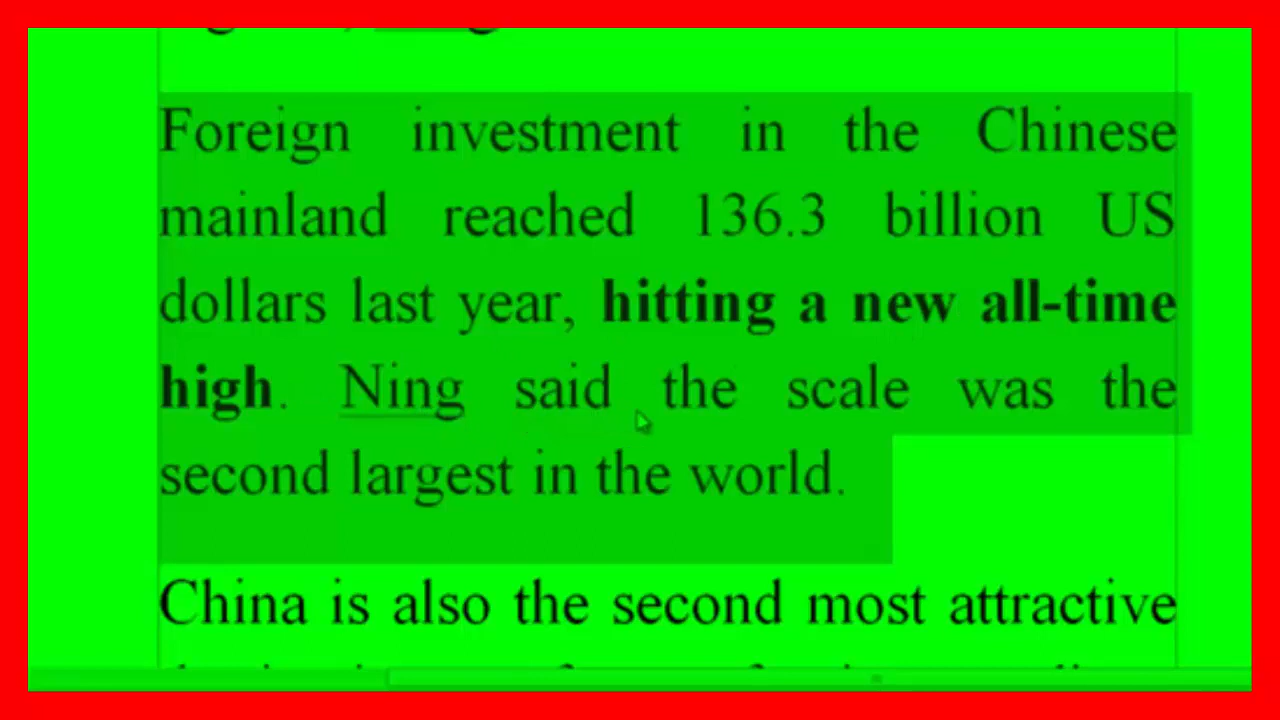 Foreign investment in the Chinese
mainland reached 136.3 billion US
dollars last year, hitting a new all-time
high. Ning said the scale was the
second largest in the world.
China is also the second most attractive